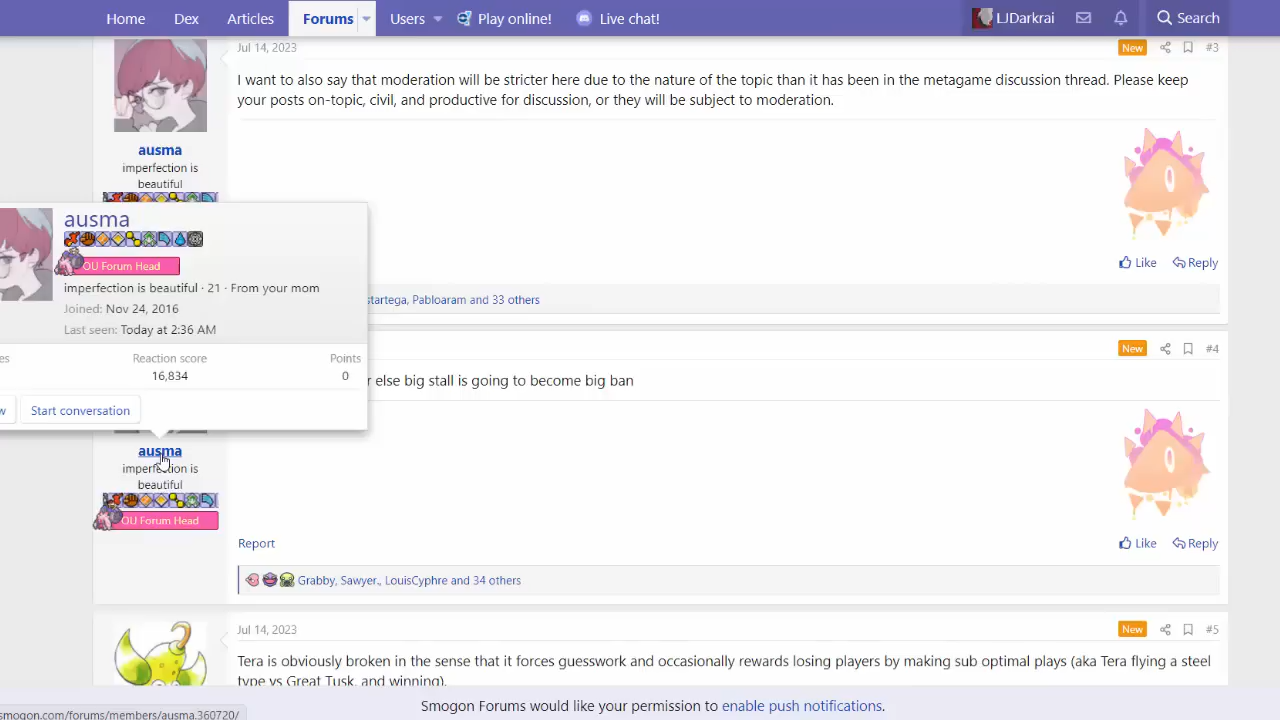 Home Dex Articles Forums Users Play online! Live chat! LJDarkrai Search
Jul 14, 2023 New #3
I want to also say that moderation will be stricter here due to the nature of the topic than it has been in the metagame discussion thread. Please keep
your posts on-topic, civil, and productive for discussion, or they will be subject to moderation.
ausma
imperfection is
beautiful
Like Reply
startega, Pabloaram and 33 others
ausma
OU Forum Head
imperfection is beautiful · 21 · From your mom
Joined: Nov 24, 2016
Last seen: Today at 2:36 AM
Reaction score Points
16,834 0
Start conversation
New #4
else big stall is going to become big ban
ausma
imperfection is
beautiful
OU Forum Head
Report Like Reply
Grabby, Sawyer., LouisCyphre and 34 others
Jul 14, 2023 New #5
Tera is obviously broken in the sense that it forces guesswork and occasionally rewards losing players by making sub optimal plays (aka Tera flying a steel
type vs Great Tusk, and winning).
Smogon Forums would like your permission to enable push notifications.
smogon.com/forums/members/ausma.360720/